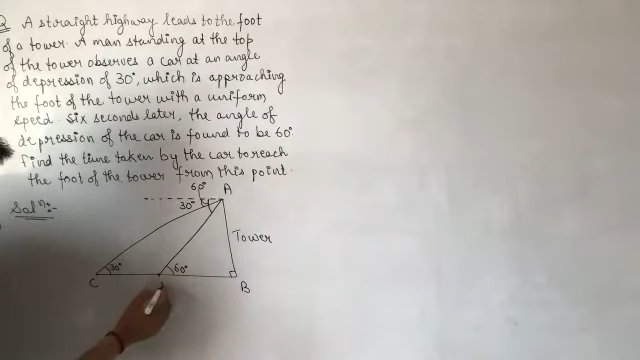 Q A straight highway leads to the foot
of a tower. A man standing at the top
of the tower observes a car at an angle
of depression of 30°, which is approaching
the foot of the tower with a uniform
speed. Six seconds later, the angle of
depression of the car is found to be 60°
Find the time taken by the car to reach
the foot of the tower from this point.
Solⁿ:-
60°
A
30°
Tower
30°
60°
C
B